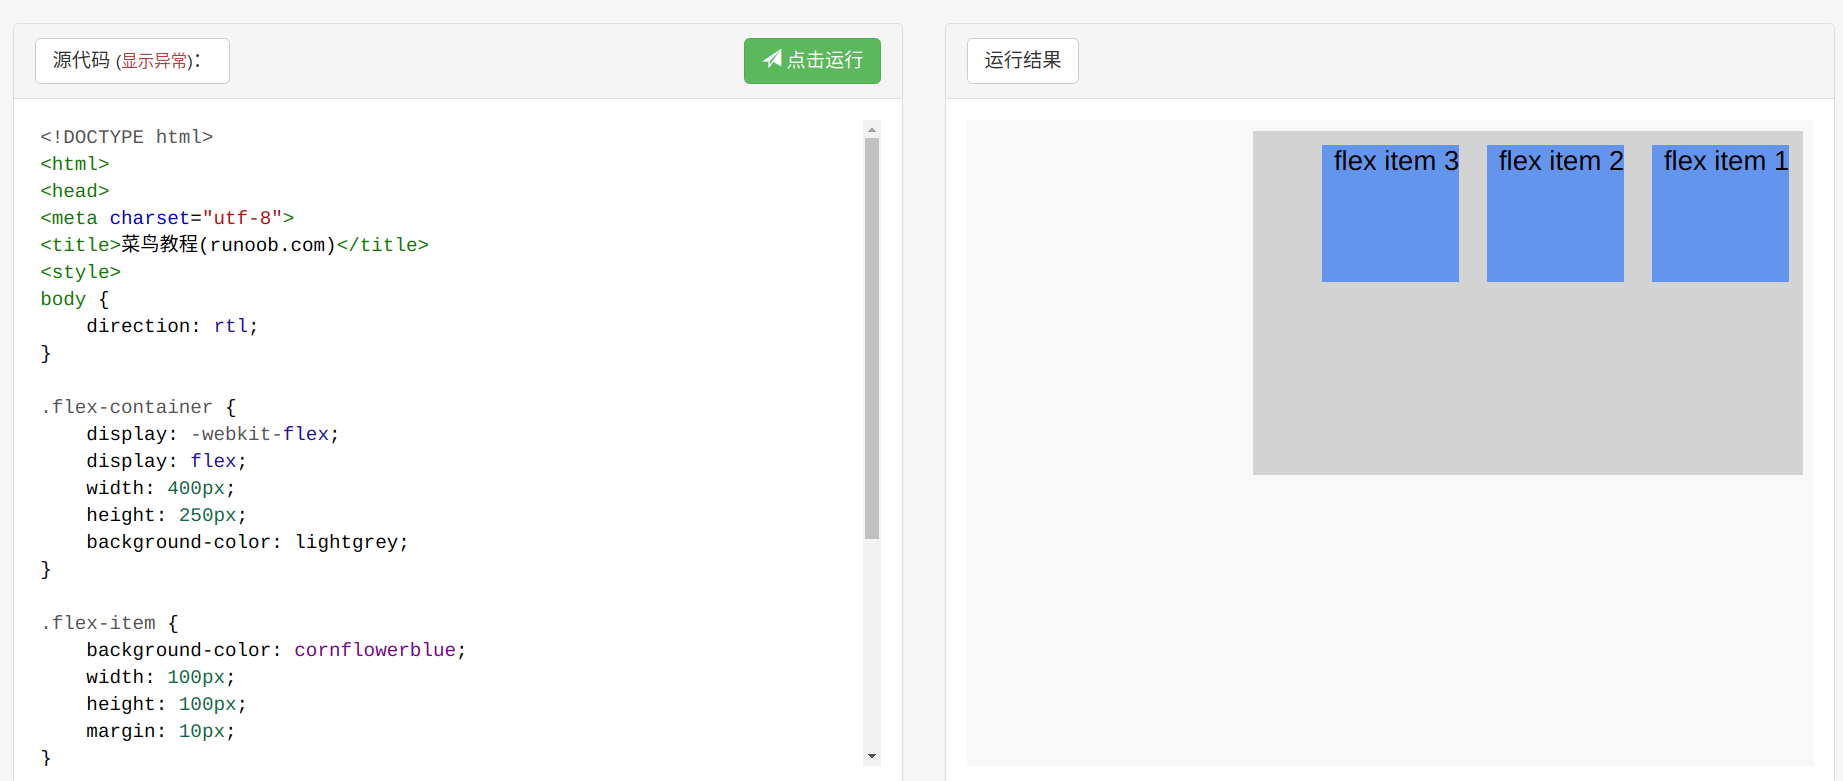 源代码 (显示异常)：
点击运行
<!DOCTYPE html>
<html>
<head>
<meta charset="utf-8">
<title>菜鸟教程(runoob.com)</title>
<style>
body {
    direction: rtl;
}
.flex-container {
    display: -webkit-flex;
    display: flex;
    width: 400px;
    height: 250px;
    background-color: lightgrey;
}
.flex-item {
    background-color: cornflowerblue;
    width: 100px;
    height: 100px;
    margin: 10px;
}
运行结果
flex item 3 flex item 2 flex item 1